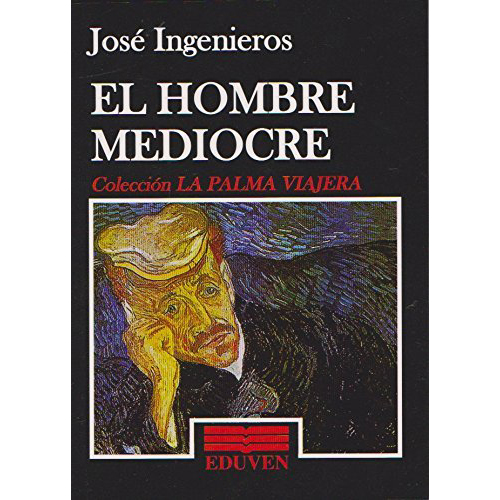 José Ingenieros
EL HOMBRE
MEDIOCRE
Colección LA PALMA VIAJERA
EDUVEN